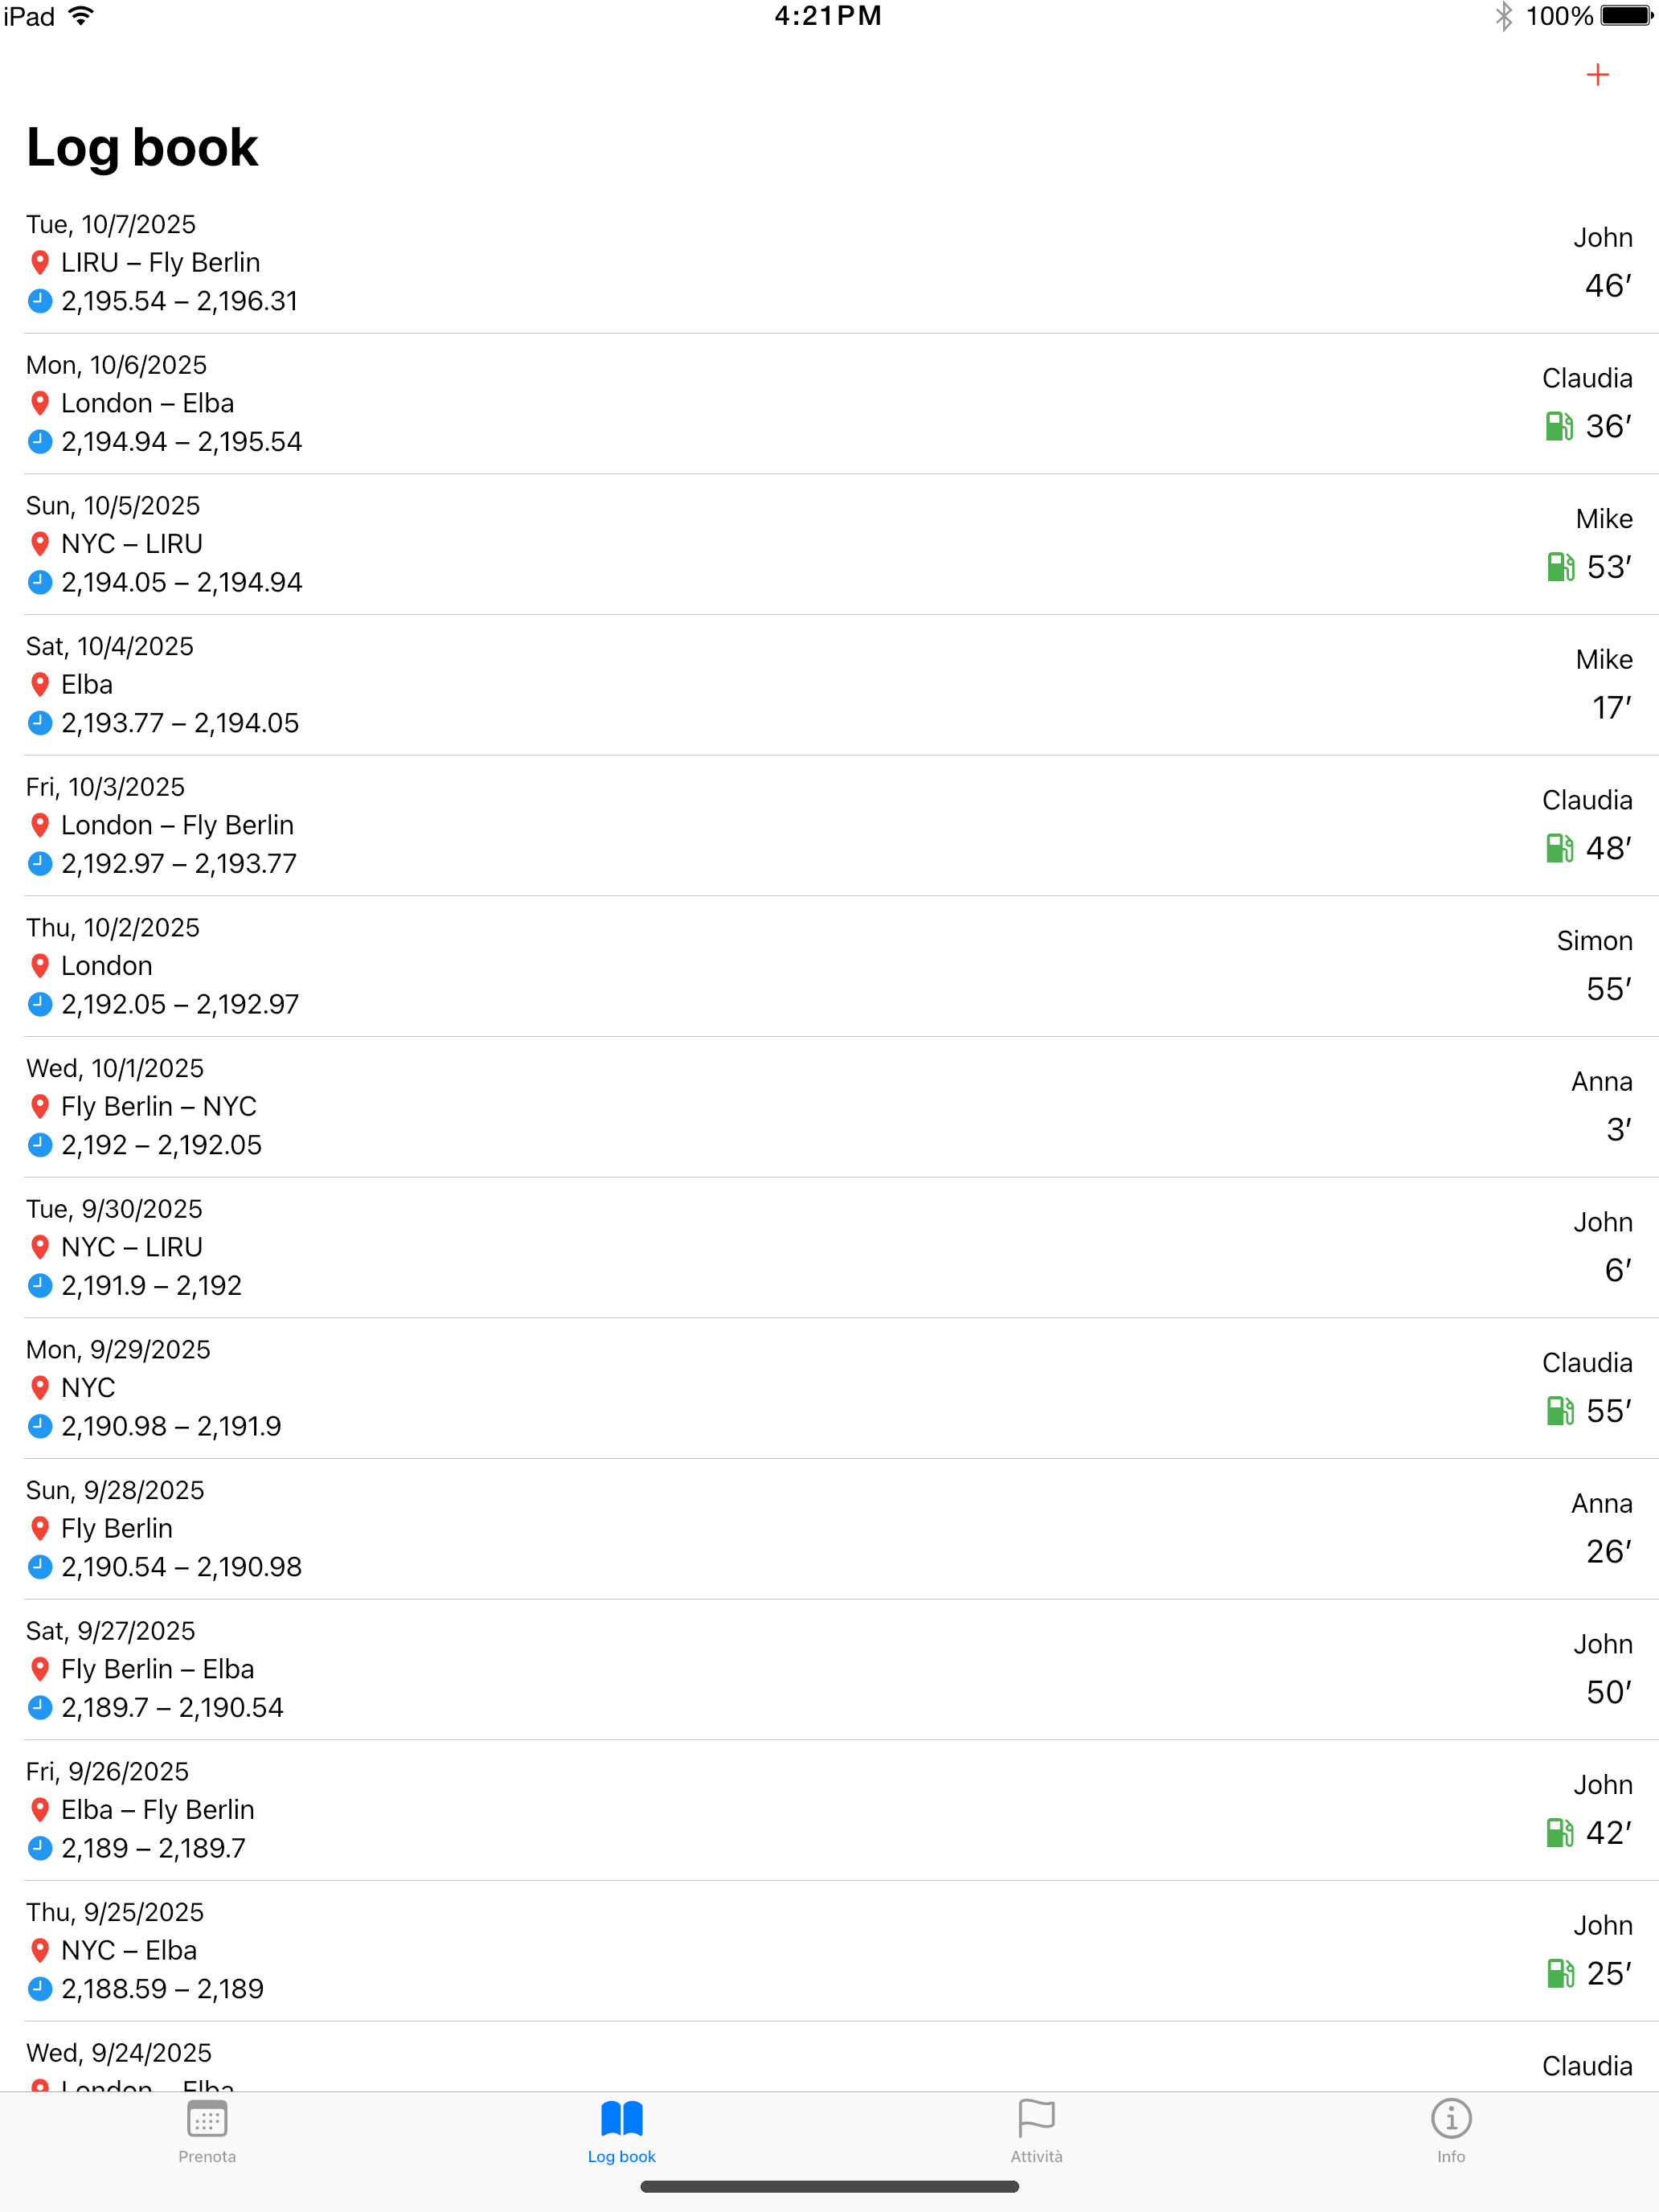 iPad 4:21PM 100%
Log book
Tue, 10/7/2025
John
LIRU – Fly Berlin
46′
2,195.54 – 2,196.31
Mon, 10/6/2025
Claudia
London – Elba
36′
2,194.94 – 2,195.54
Sun, 10/5/2025
Mike
NYC – LIRU
53′
2,194.05 – 2,194.94
Sat, 10/4/2025
Mike
Elba
17′
2,193.77 – 2,194.05
Fri, 10/3/2025
Claudia
London – Fly Berlin
48′
2,192.97 – 2,193.77
Thu, 10/2/2025
Simon
London
55′
2,192.05 – 2,192.97
Wed, 10/1/2025
Anna
Fly Berlin – NYC
3′
2,192 – 2,192.05
Tue, 9/30/2025
John
NYC – LIRU
6′
2,191.9 – 2,192
Mon, 9/29/2025
Claudia
NYC
55′
2,190.98 – 2,191.9
Sun, 9/28/2025
Anna
Fly Berlin
26′
2,190.54 – 2,190.98
Sat, 9/27/2025
John
Fly Berlin – Elba
50′
2,189.7 – 2,190.54
Fri, 9/26/2025
John
Elba – Fly Berlin
42′
2,189 – 2,189.7
Thu, 9/25/2025
John
NYC – Elba
25′
2,188.59 – 2,189
Wed, 9/24/2025
Claudia
London – Elba
Prenota
Log book
Attività
Info